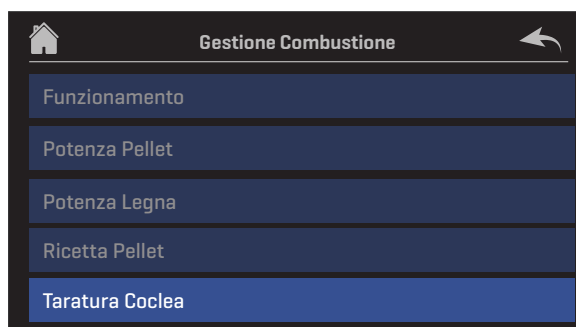 Gestione Combustione
Funzionamento
Potenza Pellet
Potenza Legna
Ricetta Pellet
Taratura Coclea